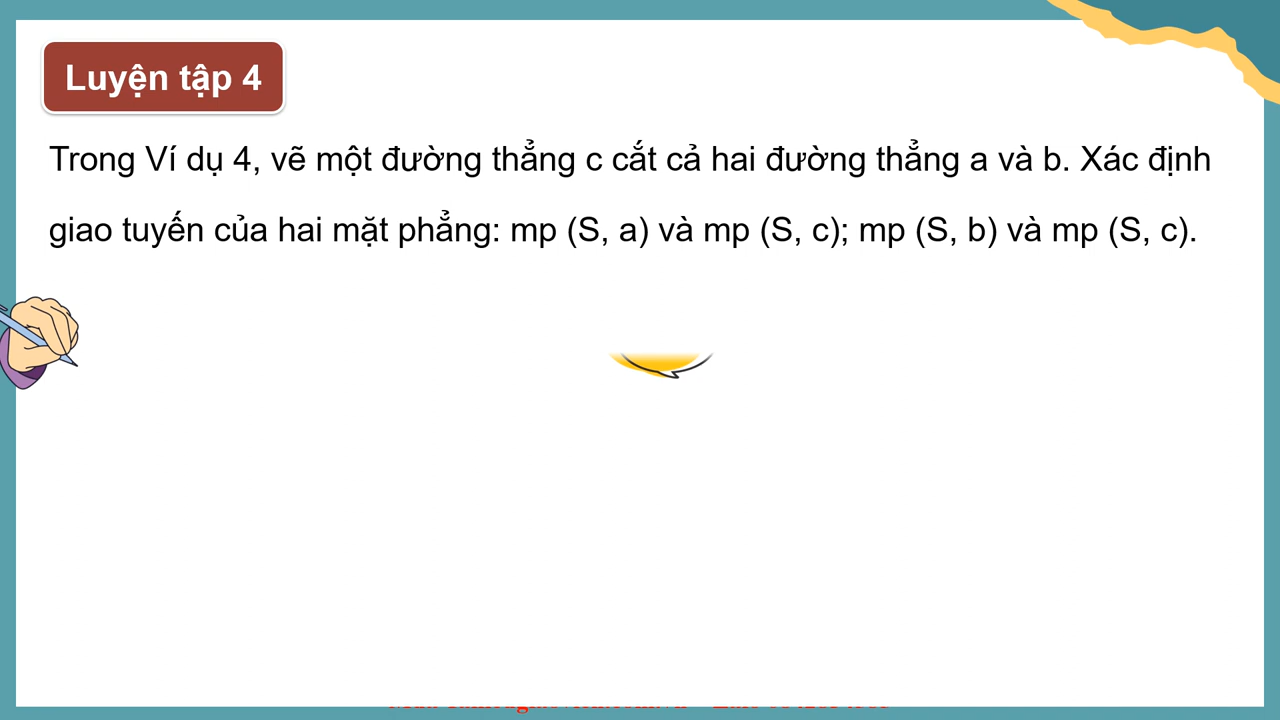 Luyện tập 4
Trong Ví dụ 4, vẽ một đường thẳng c cắt cả hai đường thẳng a và b. Xác định
giao tuyến của hai mặt phẳng: mp (S, a) và mp (S, c); mp (S, b) và mp (S, c).